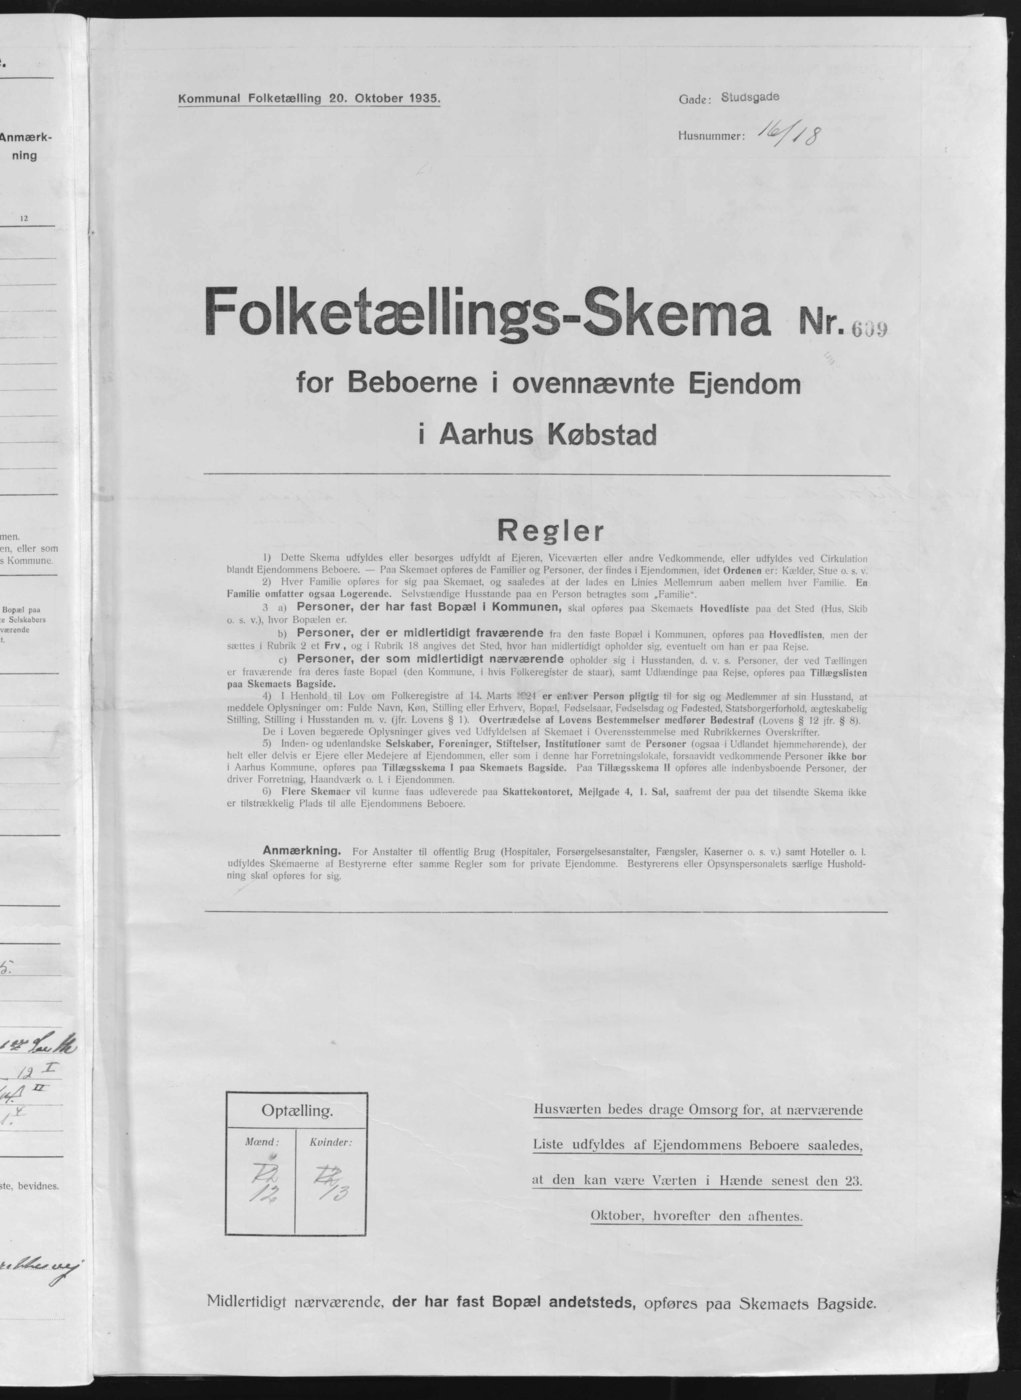 Anmærk-
ning
12
men.
en, eller som
s Kommune.
Bopæl paa
te Selskabers
værende
12 I
II
ste, bevidnes.
Kommunal Folketælling 20. Oktober 1935.
Gade: Studsgade
Husnummer: 16/18
Folketællings-Skema Nr. 609
for Beboerne i ovennævnte Ejendom
i Aarhus Købstad
Regler
1) Dette Skema udfyldes eller besørges udfyldt af Ejeren, Viceværten eller andre Vedkommende, eller udfyldes ved Cirkulation
blandt Ejendommens Beboere. — Paa Skemaet opføres de Familier og Personer, der findes i Ejendommen, idet Ordenen er: Kælder, Stue o. s. v.
2) Hver Familie opføres for sig paa Skemaet, og saaledes at der lades en Linies Mellemrum aaben mellem hver Familie. En
Familie omfatter ogsaa Logerende. Selvstændige Husstande paa en Person betragtes som „Familie".
3 a) Personer, der har fast Bopæl i Kommunen, skal opføres paa Skemaets Hovedliste paa det Sted (Hus, Skib
o. s. v.), hvor Bopælen er.
b) Personer, der er midlertidigt fraværende fra den faste Bopæl i Kommunen, opføres paa Hovedlisten, men der
sættes i Rubrik 2 et Frv., og i Rubrik 18 angives det Sted, hvor han midlertidigt opholder sig, eventuelt om han er paa Rejse.
c) Personer, der som midlertidigt nærværende opholder sig i Husstanden, d. v. s. Personer, der ved Tællingen
er fraværende fra deres faste Bopæl (den Kommune, i hvis Folkeregister de staar), samt Udlændinge paa Rejse, opføres paa Tillægslisten
paa Skemaets Bagside.
4) I Henhold til Lov om Folkeregistre af 14. Marts 1924 er enhver Person pligtig til for sig og Medlemmer af sin Husstand, at
meddele Oplysninger om: Fulde Navn, Køn, Stilling eller Erhverv, Bopæl, Fødselsaar, Fødselsdag og Fødested, Statsborgerforhold, ægteskabelig
Stilling, Stilling i Husstanden m. v. (jfr. Lovens § 1). Overtrædelse af Lovens Bestemmelser medfører Bødestraf (Lovens § 12 jfr. § 8).
De i Loven begærede Oplysninger gives ved Udfyldelsen af Skemaet i Overensstemmelse med Rubrikkernes Overskrifter.
5) Inden- og udenlandske Selskaber, Foreninger, Stiftelser, Institutioner samt de Personer (ogsaa i Udlandet hjemmehørende), der
helt eller delvis er Ejere eller Medejere af Ejendommen, eller som i denne har Forretningslokale, forsaavidt vedkommende Personer ikke bor
i Aarhus Kommune, opføres paa Tillægsskema I paa Skemaets Bagside. Paa Tillægsskema II opføres alle indenbysboende Personer, der
driver Forretning, Haandværk o. l. i Ejendommen.
6) Flere Skemaer vil kunne faas udleverede paa Skattekontoret, Mejlgade 4, 1. Sal, saafremt der paa det tilsendte Skema ikke
er tilstrækkelig Plads til alle Ejendommens Beboere.
Anmærkning. For Anstalter til offentlig Brug (Hospitaler, Forsørgelsesanstalter, Fængsler, Kaserner o. s. v.) samt Hoteller o. l.
udfyldes Skemaerne af Bestyrerne efter samme Regler som for private Ejendomme. Bestyrerens eller Opsynspersonalets særlige Hushold-
ning skal opføres for sig.
Optælling.
Mænd: Kvinder:
12 13
Husværten bedes drage Omsorg for, at nærværende
Liste udfyldes af Ejendommens Beboere saaledes,
at den kan være Værten i Hænde senest den 23.
Oktober, hvorefter den afhentes.
Midlertidigt nærværende, der har fast Bopæl andetsteds, opføres paa Skemaets Bagside.